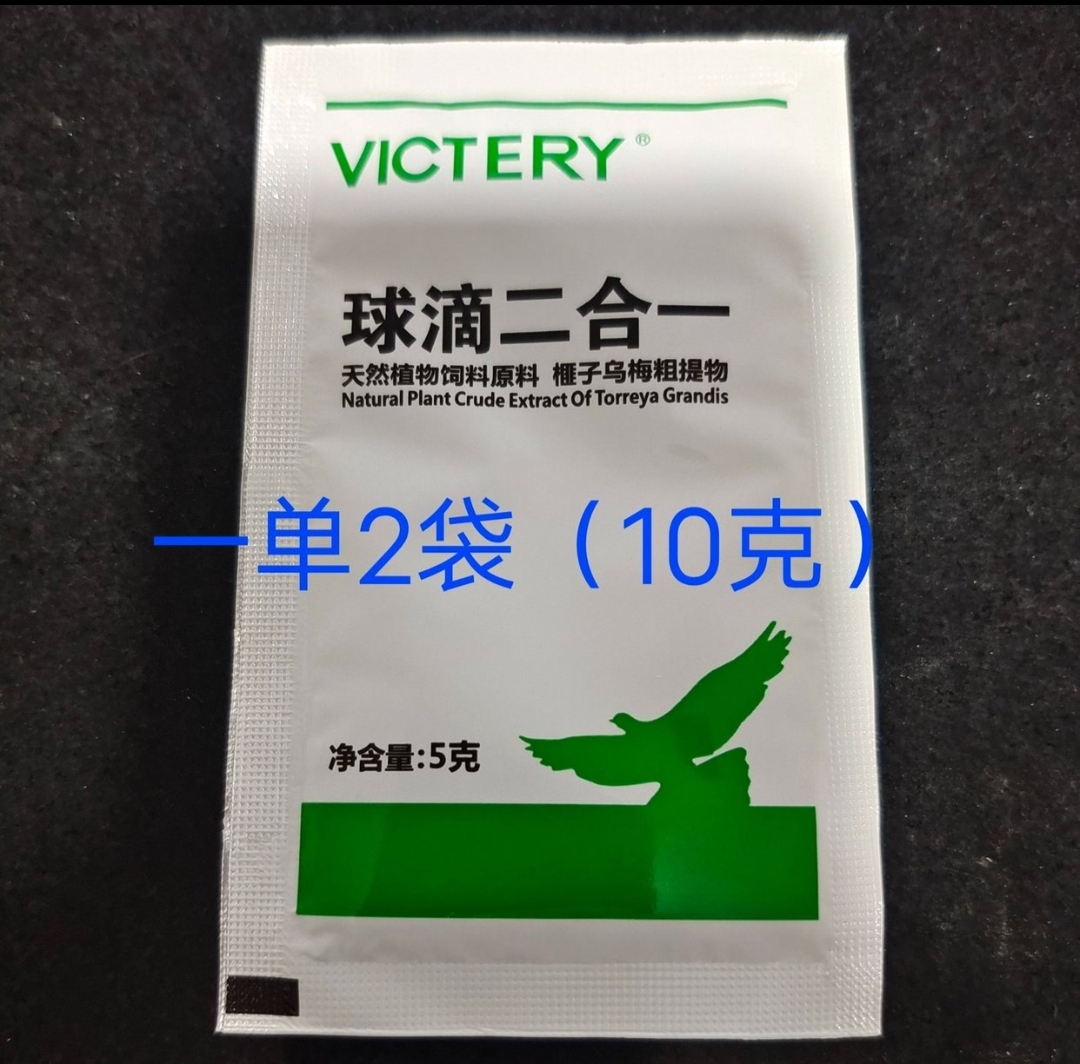 VICTERY®
球滴二合一
天然植物饲料原料 榧子乌梅粗提物
Natural Plant Crude Extract Of Torreya Grandis
一单2袋（10克）
净含量:5克